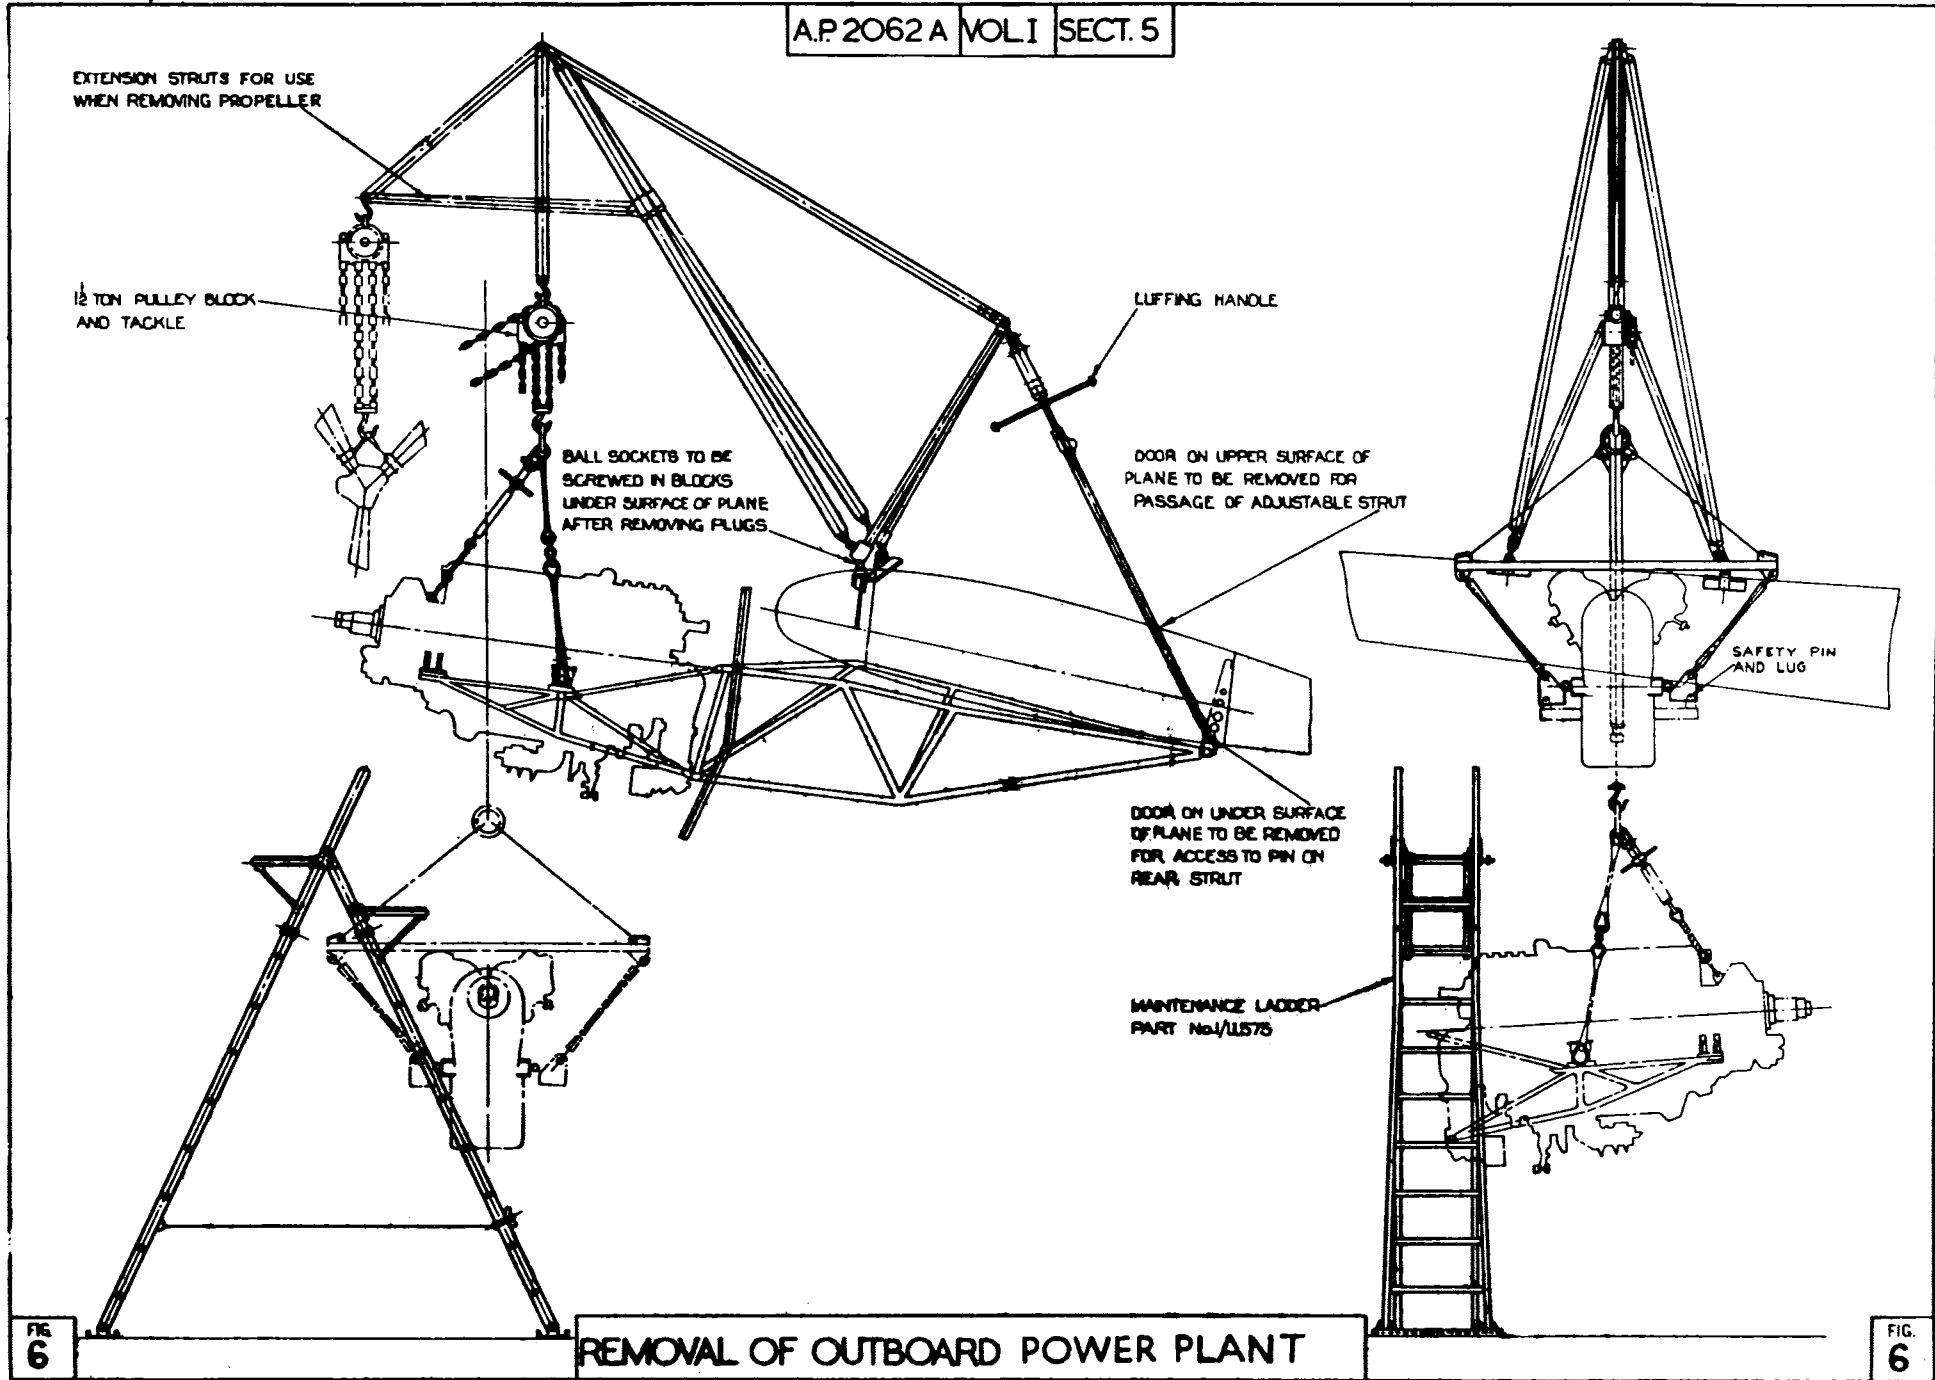 A.P. 2062 A VOL. I SECT. 5
EXTENSION STRUTS FOR USE
WHEN REMOVING PROPELLER
1½ TON PULLEY BLOCK
AND TACKLE
LUFFING HANDLE
BALL SOCKETS TO BE
SCREWED IN BLOCKS
UNDER SURFACE OF PLANE
AFTER REMOVING PLUGS
DOOR ON UPPER SURFACE OF
PLANE TO BE REMOVED FOR
PASSAGE OF ADJUSTABLE STRUT
SAFETY PIN
AND LUG
DOOR ON UNDER SURFACE
OF PLANE TO BE REMOVED
FOR ACCESS TO PIN ON
REAR STRUT
MAINTENANCE LADDER
PART No.
FIG.
6
REMOVAL OF OUTBOARD POWER PLANT
FIG.
6